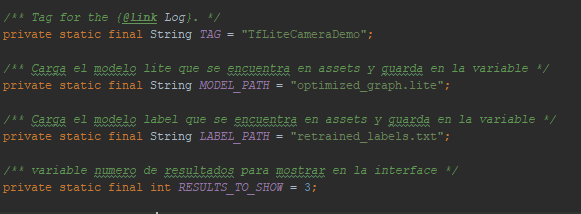 /** Tag for the {@link Log}. */
private static final String TAG = "TfLiteCameraDemo";
/** Carga el modelo lite que se encuentra en assets y guarda en la variable */
private static final String MODEL_PATH = "optimized_graph.lite";
/** Carga el modelo label que se encuentra en assets y guarda en la variable */
private static final String LABEL_PATH = "retrained_labels.txt";
/** variable numero de resultados para mostrar en la interface */
private static final int RESULTS_TO_SHOW = 3;